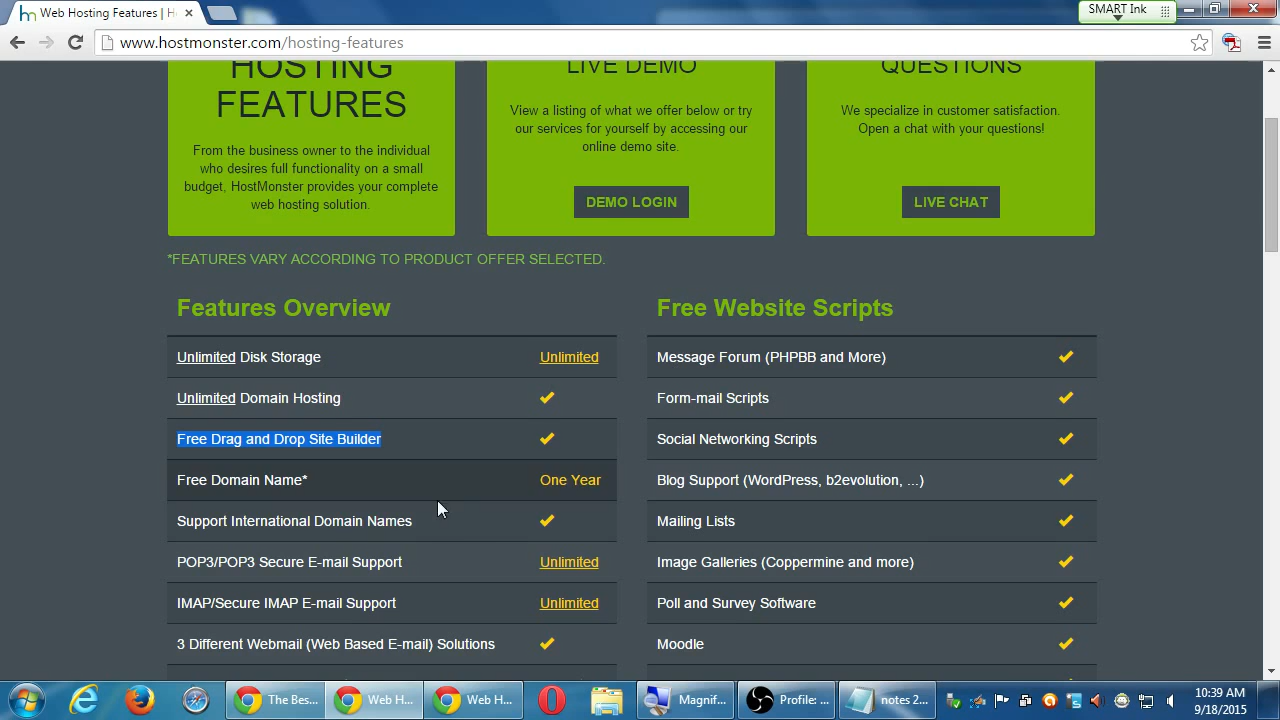 Web Hosting Features | H
SMART Ink
www.hostmonster.com/hosting-features
HOSTING
FEATURES
From the business owner to the individual
who desires full functionality on a small
budget, HostMonster provides your complete
web hosting solution.
LIVE DEMO
View a listing of what we offer below or try
our services for yourself by accessing our
online demo site.
DEMO LOGIN
QUESTIONS
We specialize in customer satisfaction.
Open a chat with your questions!
LIVE CHAT
*FEATURES VARY ACCORDING TO PRODUCT OFFER SELECTED.
Features Overview
Unlimited Disk Storage Unlimited
Unlimited Domain Hosting
Free Drag and Drop Site Builder
Free Domain Name* One Year
Support International Domain Names
POP3/POP3 Secure E-mail Support Unlimited
IMAP/Secure IMAP E-mail Support Unlimited
3 Different Webmail (Web Based E-mail) Solutions
Free Website Scripts
Message Forum (PHPBB and More)
Form-mail Scripts
Social Networking Scripts
Blog Support (WordPress, b2evolution, ...)
Mailing Lists
Image Galleries (Coppermine and more)
Poll and Survey Software
Moodle
The Bes...
Web H...
Web H...
Magnif...
Profile: ...
notes 2...
10:39 AM
9/18/2015